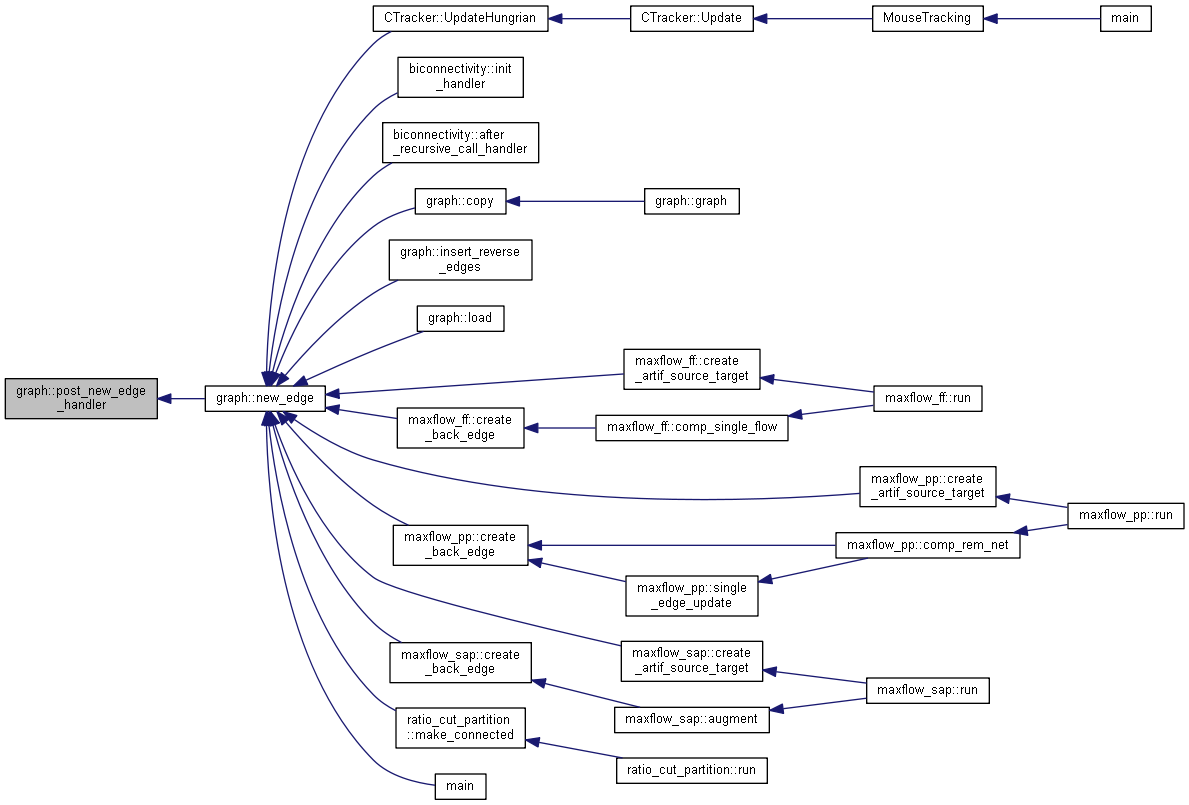 CTracker::UpdateHungrian
CTracker::Update
MouseTracking
main
biconnectivity::init
_handler
biconnectivity::after
_recursive_call_handler
graph::copy
graph::graph
graph::insert_reverse
_edges
graph::load
graph::post_new_edge
_handler
graph::new_edge
maxflow_ff::create
_artif_source_target
maxflow_ff::run
maxflow_ff::create
_back_edge
maxflow_ff::comp_single_flow
maxflow_pp::create
_artif_source_target
maxflow_pp::run
maxflow_pp::create
_back_edge
maxflow_pp::comp_rem_net
maxflow_pp::single
_edge_update
maxflow_sap::create
_back_edge
maxflow_sap::create
_artif_source_target
maxflow_sap::run
maxflow_sap::augment
ratio_cut_partition
::make_connected
ratio_cut_partition::run
main